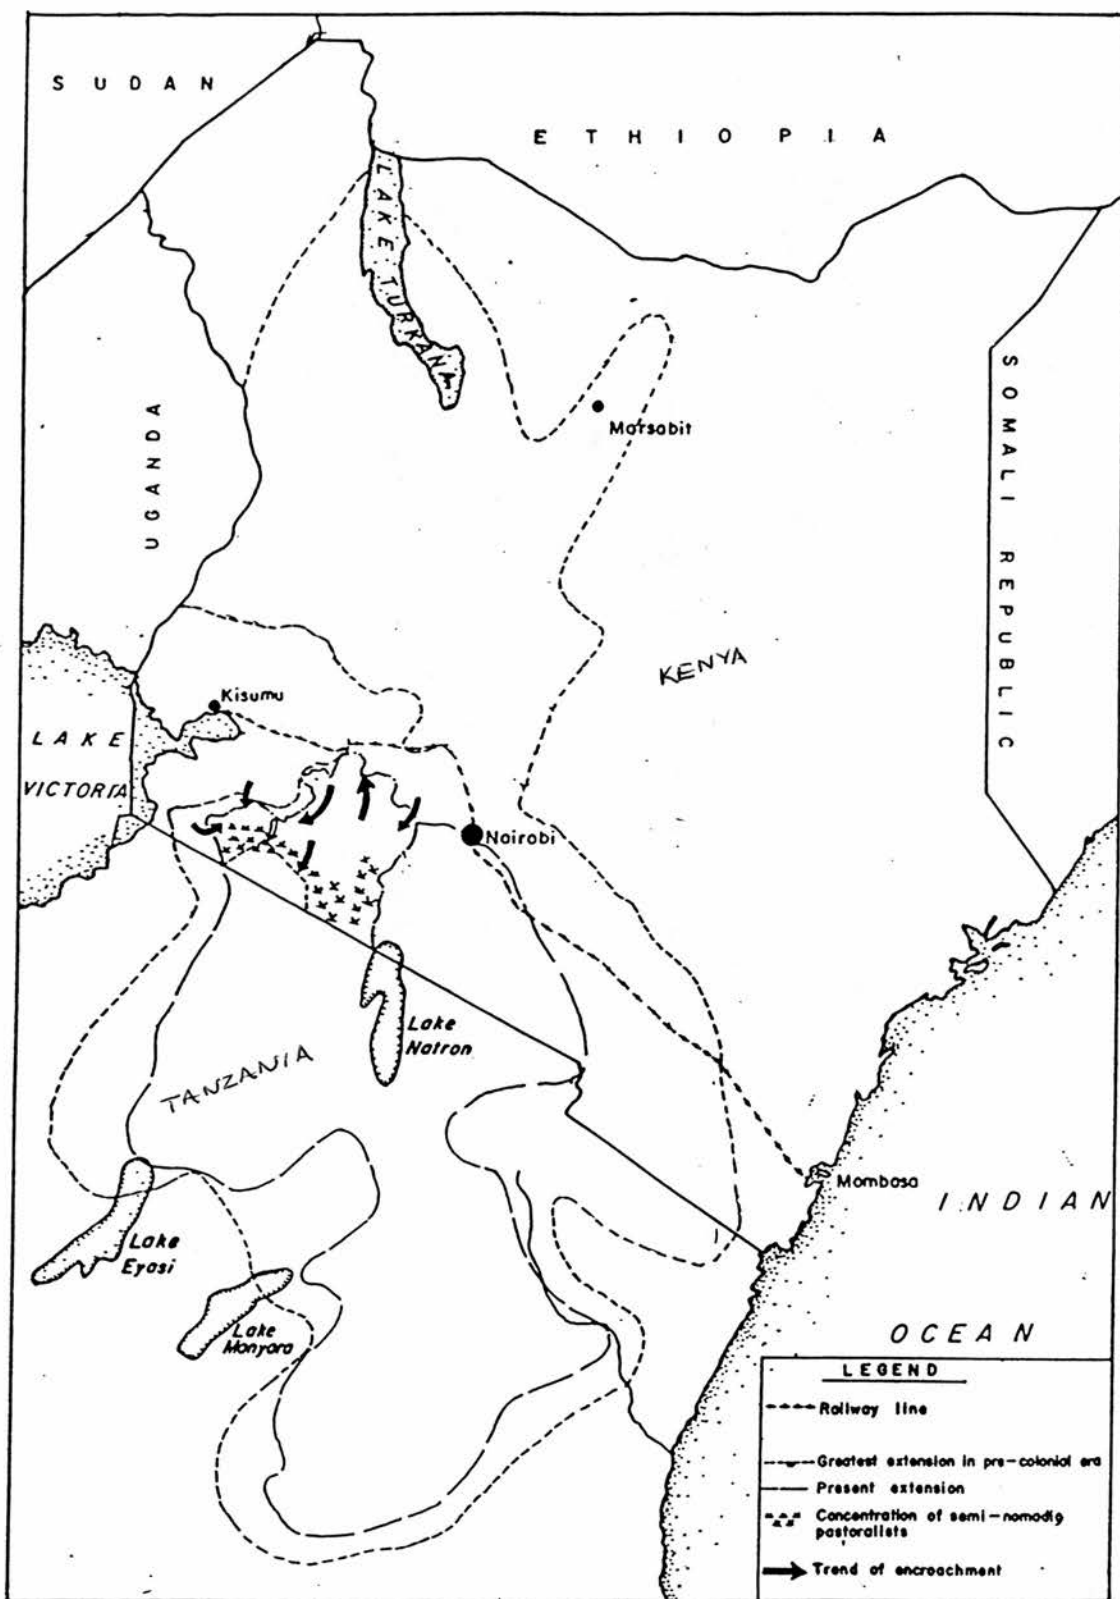 SUDAN
ETHIOPIA
LAKE TURKANA
Marsabit
UGANDA
SOMALI REPUBLIC
KENYA
Kisumu
LAKE
VICTORIA
Nairobi
Lake
Natron
TANZANIA
Mombasa
INDIAN
Lake
Eyasi
Lake
Manyara
OCEAN
LEGEND
Railway line
Greatest extension in pre-colonial era
Present extension
Concentration of semi-nomadic
pastoralists
Trend of encroachment